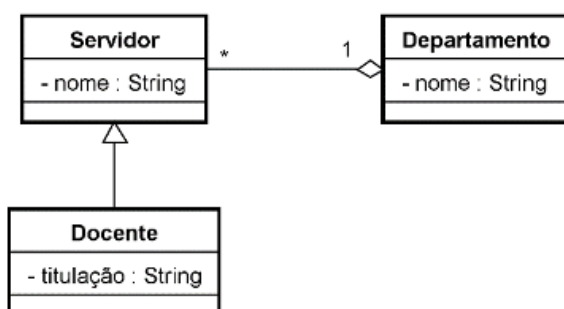 Servidor
- nome : String
* 1
Departamento
- nome : String
Docente
- titulação : String